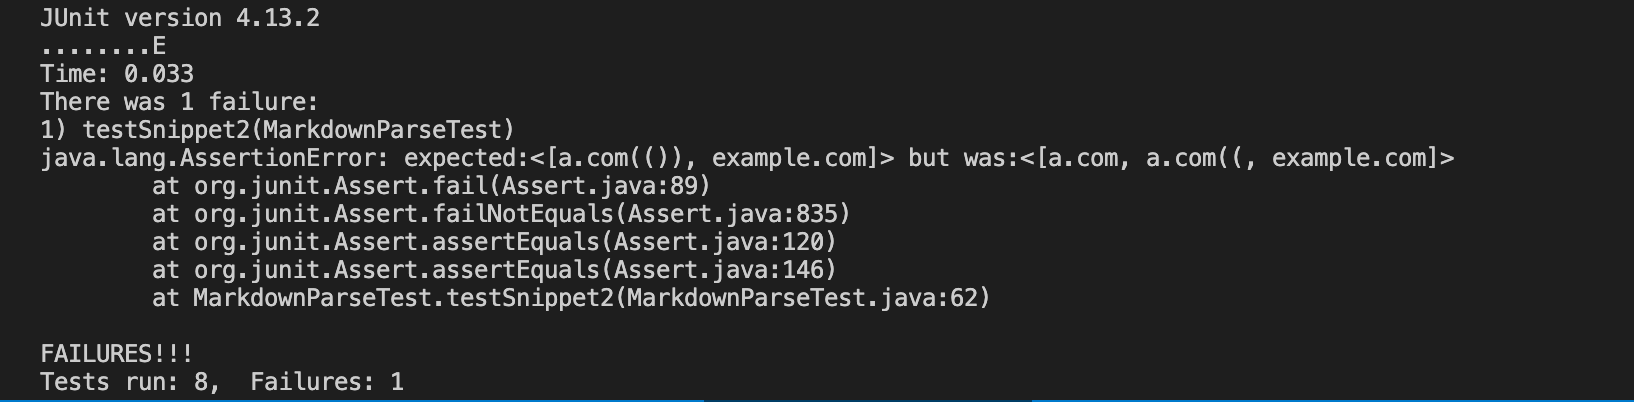 JUnit version 4.13.2
........E
Time: 0.033
There was 1 failure:
1) testSnippet2(MarkdownParseTest)
java.lang.AssertionError: expected:<[a.com(()), example.com]> but was:<[a.com, a.com((, example.com]>
        at org.junit.Assert.fail(Assert.java:89)
        at org.junit.Assert.failNotEquals(Assert.java:835)
        at org.junit.Assert.assertEquals(Assert.java:120)
        at org.junit.Assert.assertEquals(Assert.java:146)
        at MarkdownParseTest.testSnippet2(MarkdownParseTest.java:62)

FAILURES!!!
Tests run: 8,  Failures: 1